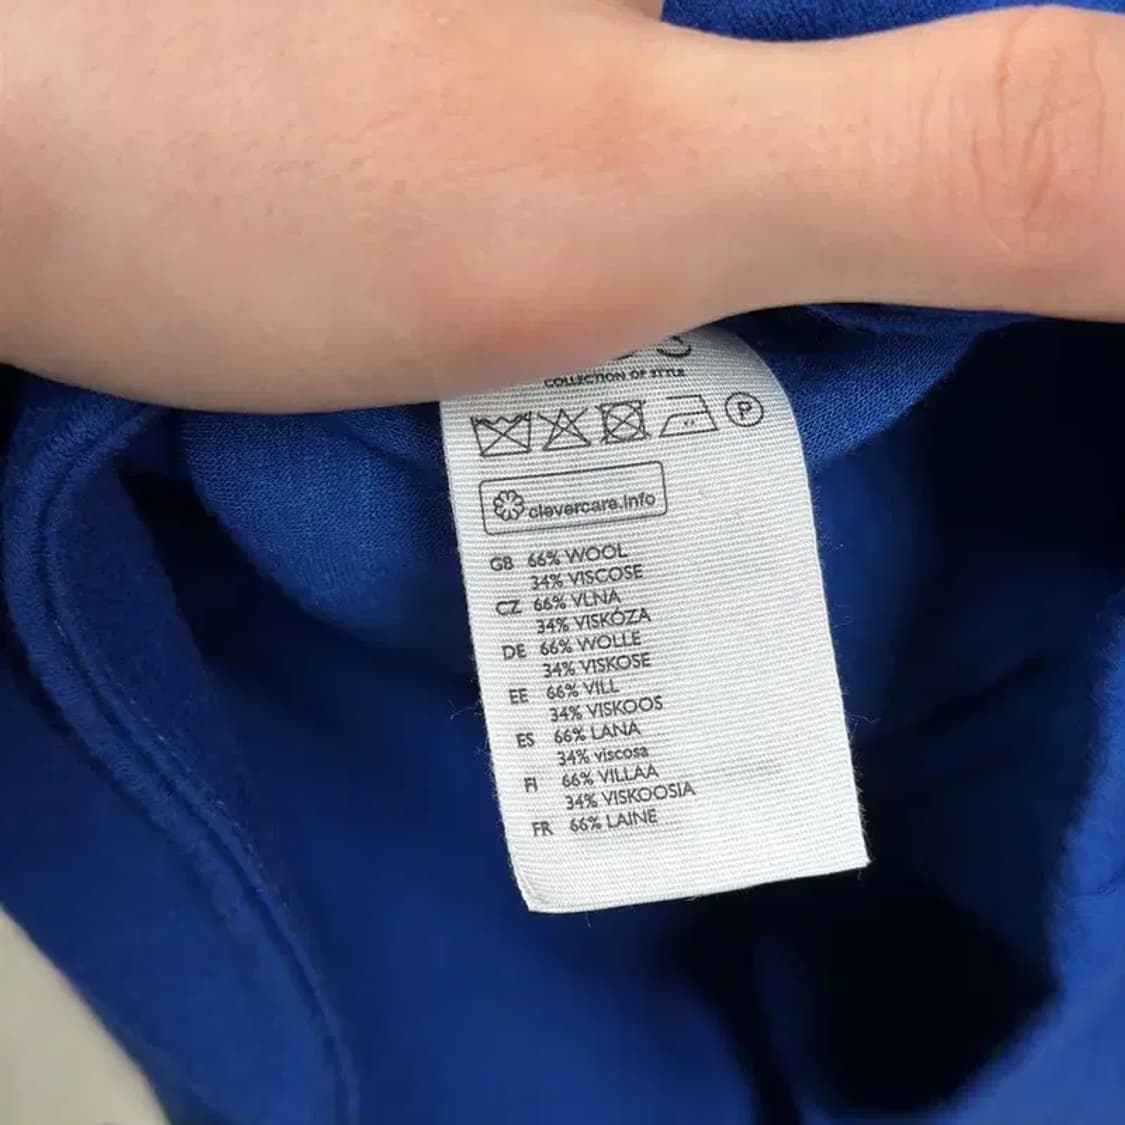 COLLECTION OF STYLE
P
clevercare.info
GB 66% WOOL
34% VISCOSE
CZ 66% VLNA
34% VISKÓZA
DE 66% WOLLE
34% VISKOSE
EE 66% VILL
34% VISKOOS
ES 66% LANA
34% viscosa
FI 66% VILLAA
34% VISKOOSIA
FR 66% LAINE